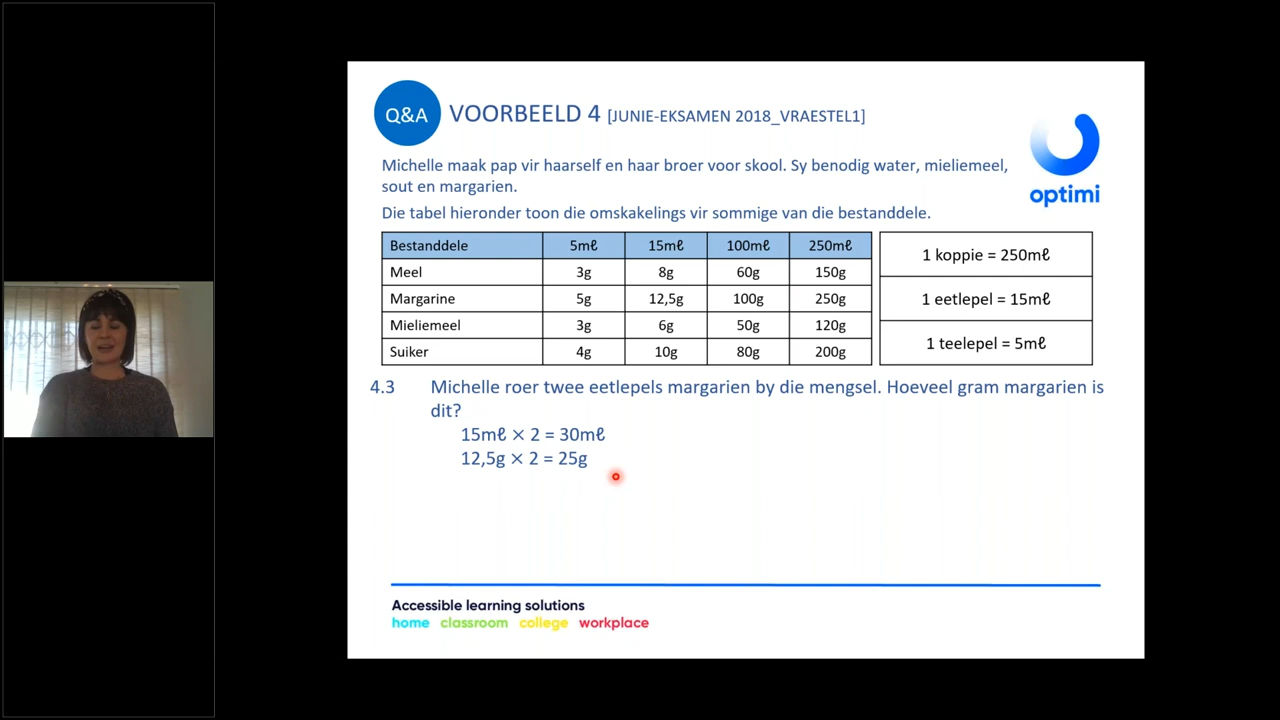 Q&A
VOORBEELD 4 [JUNIE-EKSAMEN 2018_VRAESTEL1]
optimi
Michelle maak pap vir haarself en haar broer voor skool. Sy benodig water, mieliemeel,
sout en margarien.
Die tabel hieronder toon die omskakelings vir sommige van die bestanddele.
Bestanddele 5mℓ 15mℓ 100mℓ 250mℓ
Meel 3g 8g 60g 150g
Margarine 5g 12,5g 100g 250g
Mieliemeel 3g 6g 50g 120g
Suiker 4g 10g 80g 200g
1 koppie = 250mℓ
1 eetlepel = 15mℓ
1 teelepel = 5mℓ
4.3 Michelle roer twee eetlepels margarien by die mengsel. Hoeveel gram margarien is
dit?
15mℓ × 2 = 30mℓ
12,5g × 2 = 25g
Accessible learning solutions
home classroom college workplace